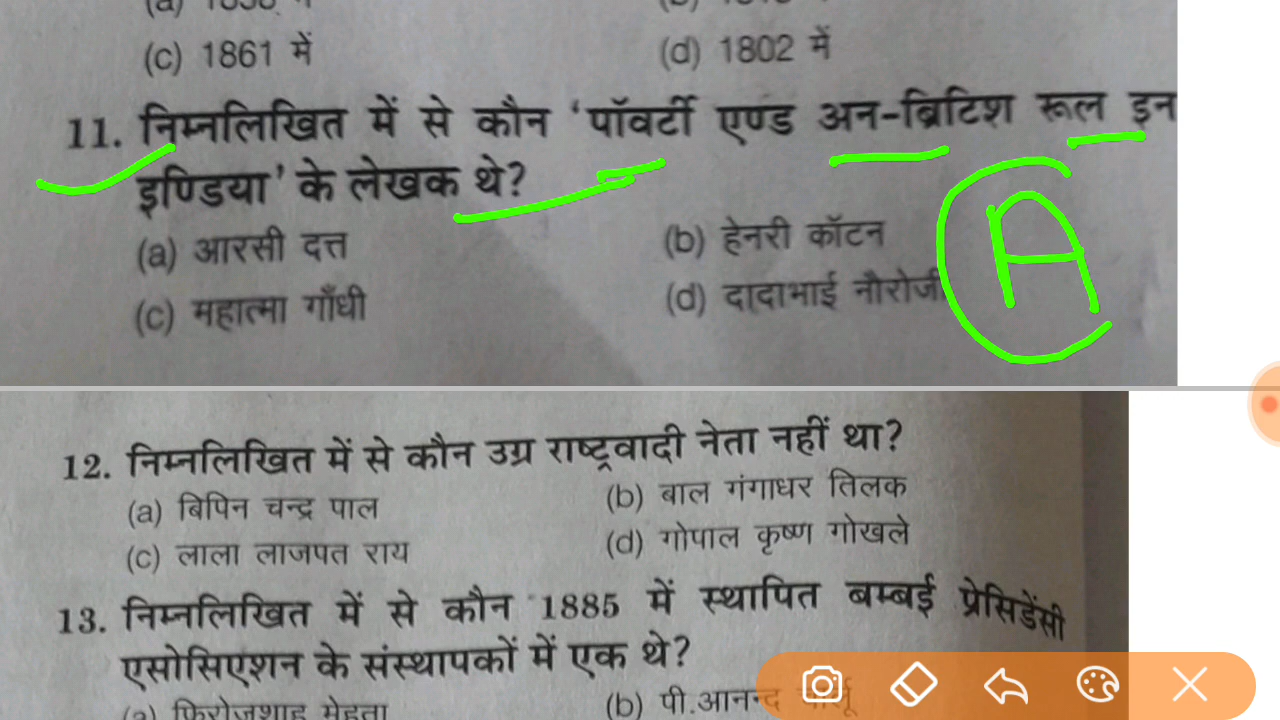 (c) 1861 में (d) 1802 में
11. निम्नलिखित में से कौन ‘पॉवर्टी एण्ड अन-ब्रिटिश रूल इन
इण्डिया’ के लेखक थे?
(a) आरसी दत्त (b) हेनरी कॉटन
(c) महात्मा गाँधी (d) दादाभाई नौरोजी
A
12. निम्नलिखित में से कौन उग्र राष्ट्रवादी नेता नहीं था?
(a) बिपिन चन्द्र पाल (b) बाल गंगाधर तिलक
(c) लाला लाजपत राय (d) गोपाल कृष्ण गोखले
13. निम्नलिखित में से कौन 1885 में स्थापित बम्बई प्रेसिडेंसी
एसोसिएशन के संस्थापकों में एक थे?
(a) फिरोजशाह मेहता (b) पी.आनन्द